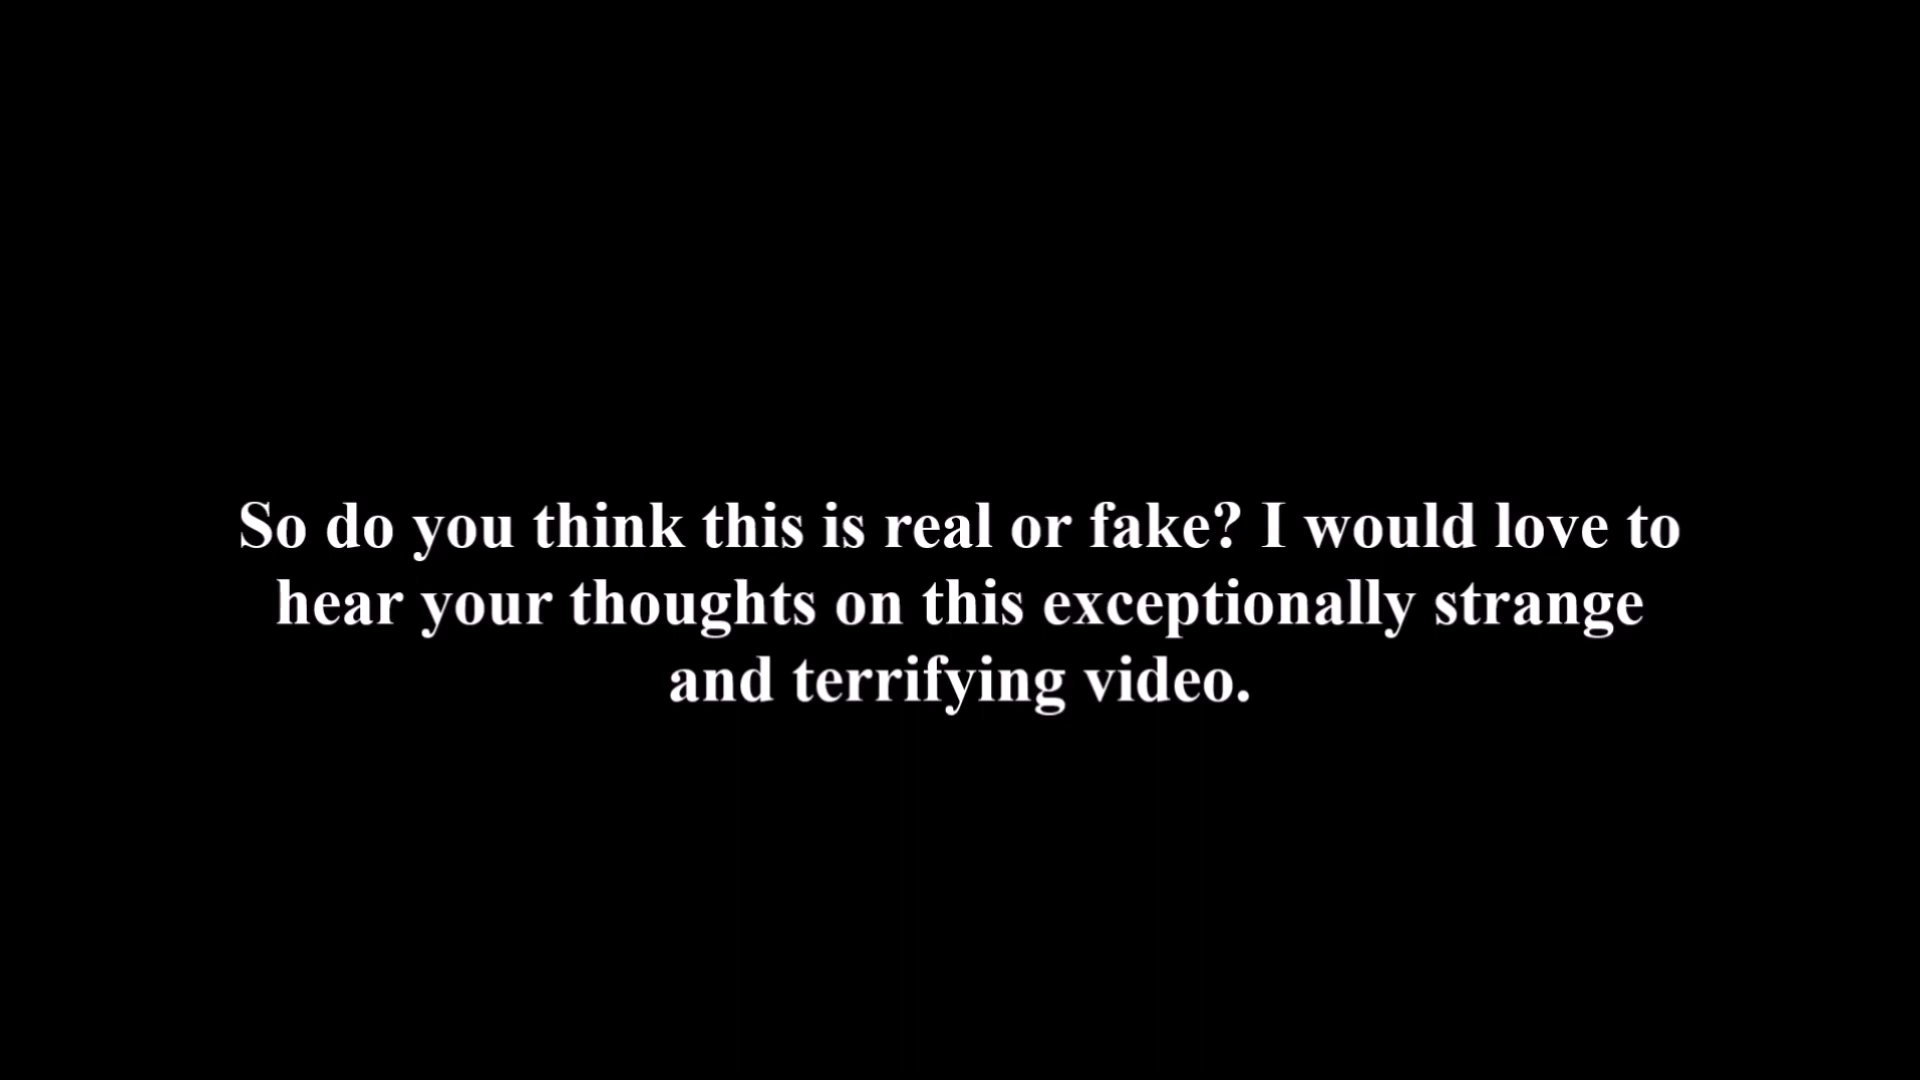 So do you think this is real or fake? I would love to
hear your thoughts on this exceptionally strange
and terrifying video.